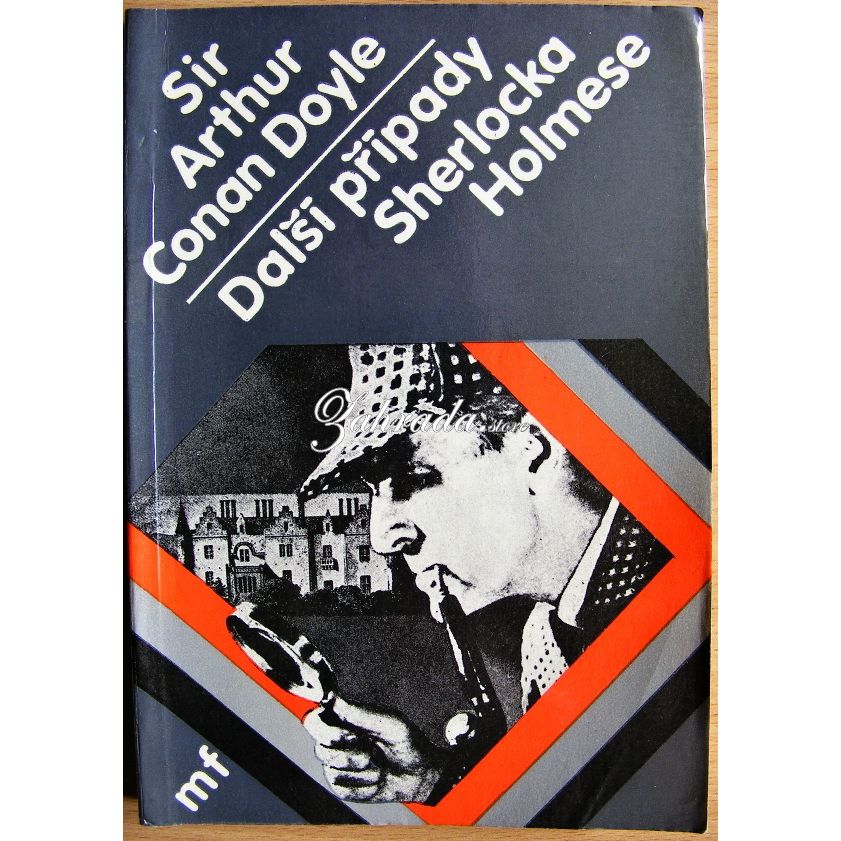 Sir
Arthur
Conan Doyle
Další případy
Sherlocka
Holmese
Zahrada.store
mf